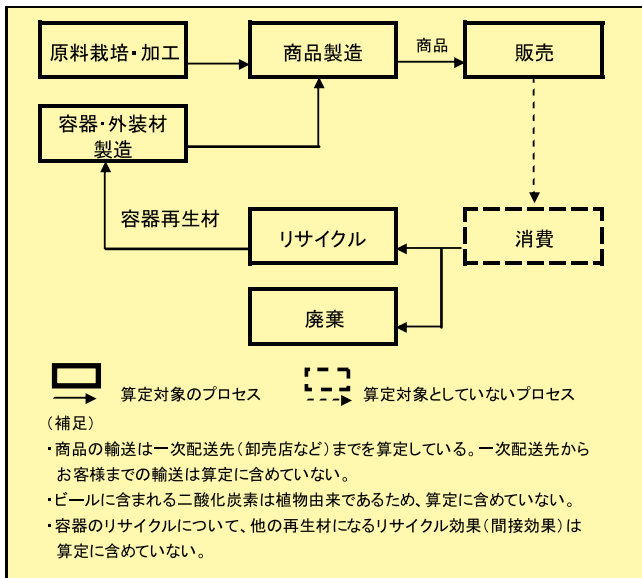 原料栽培・加工
商品製造
商品
販売
容器・外装材
製造
容器再生材
リサイクル
消費
廃棄
算定対象のプロセス
算定対象としていないプロセス
（補足）
・商品の輸送は一次配送先（卸売店など）までを算定している。一次配送先から
お客様までの輸送は算定に含めていない。
・ビールに含まれる二酸化炭素は植物由来であるため、算定に含めていない。
・容器のリサイクルについて、他の再生材になるリサイクル効果（間接効果）は
算定に含めていない。